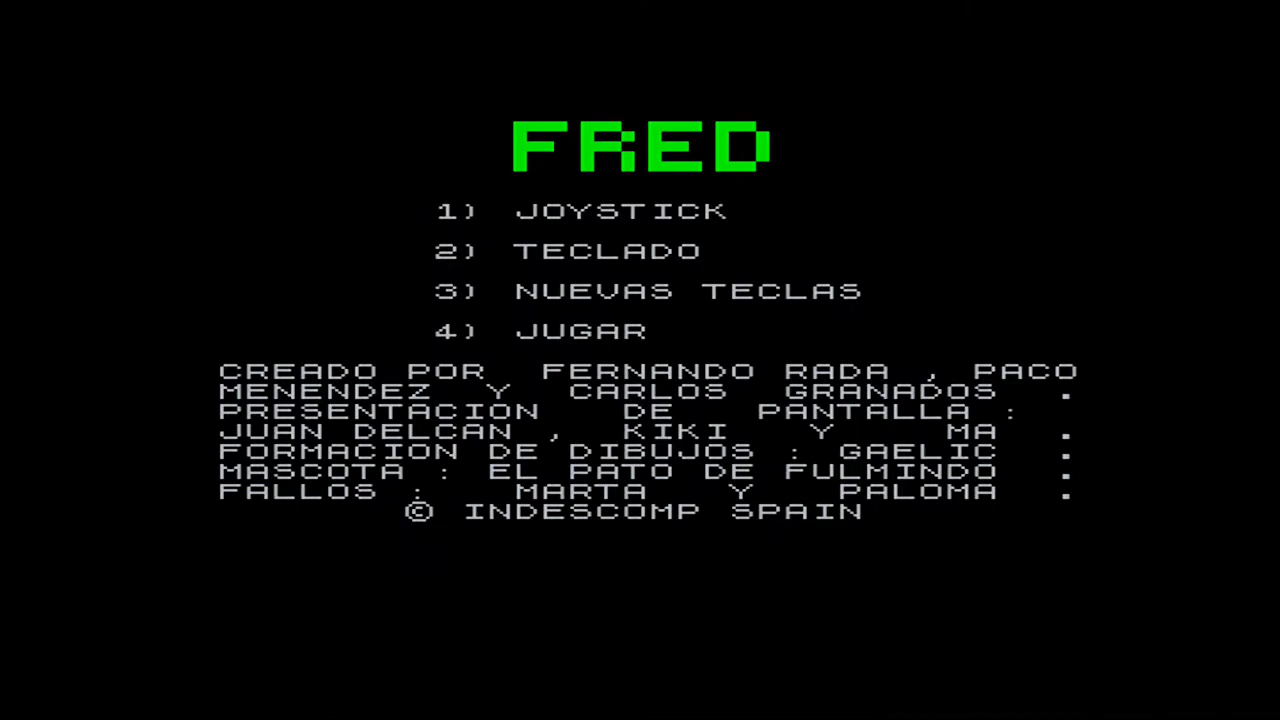 FRED
1) JOYSTICK
2) TECLADO
3) NUEVAS TECLAS
4) JUGAR
CREADO POR FERNANDO RADA , PACO
MENENDEZ Y CARLOS GRANADOS .
PRESENTACION DE PANTALLA :
JUAN DELCAN , KIKI Y MA .
FORMACION DE DIBUJOS : GAELIC .
MASCOTA : EL PATO DE FULMINDO .
FALLOS : MARTA Y PALOMA .
© INDESCOMP SPAIN